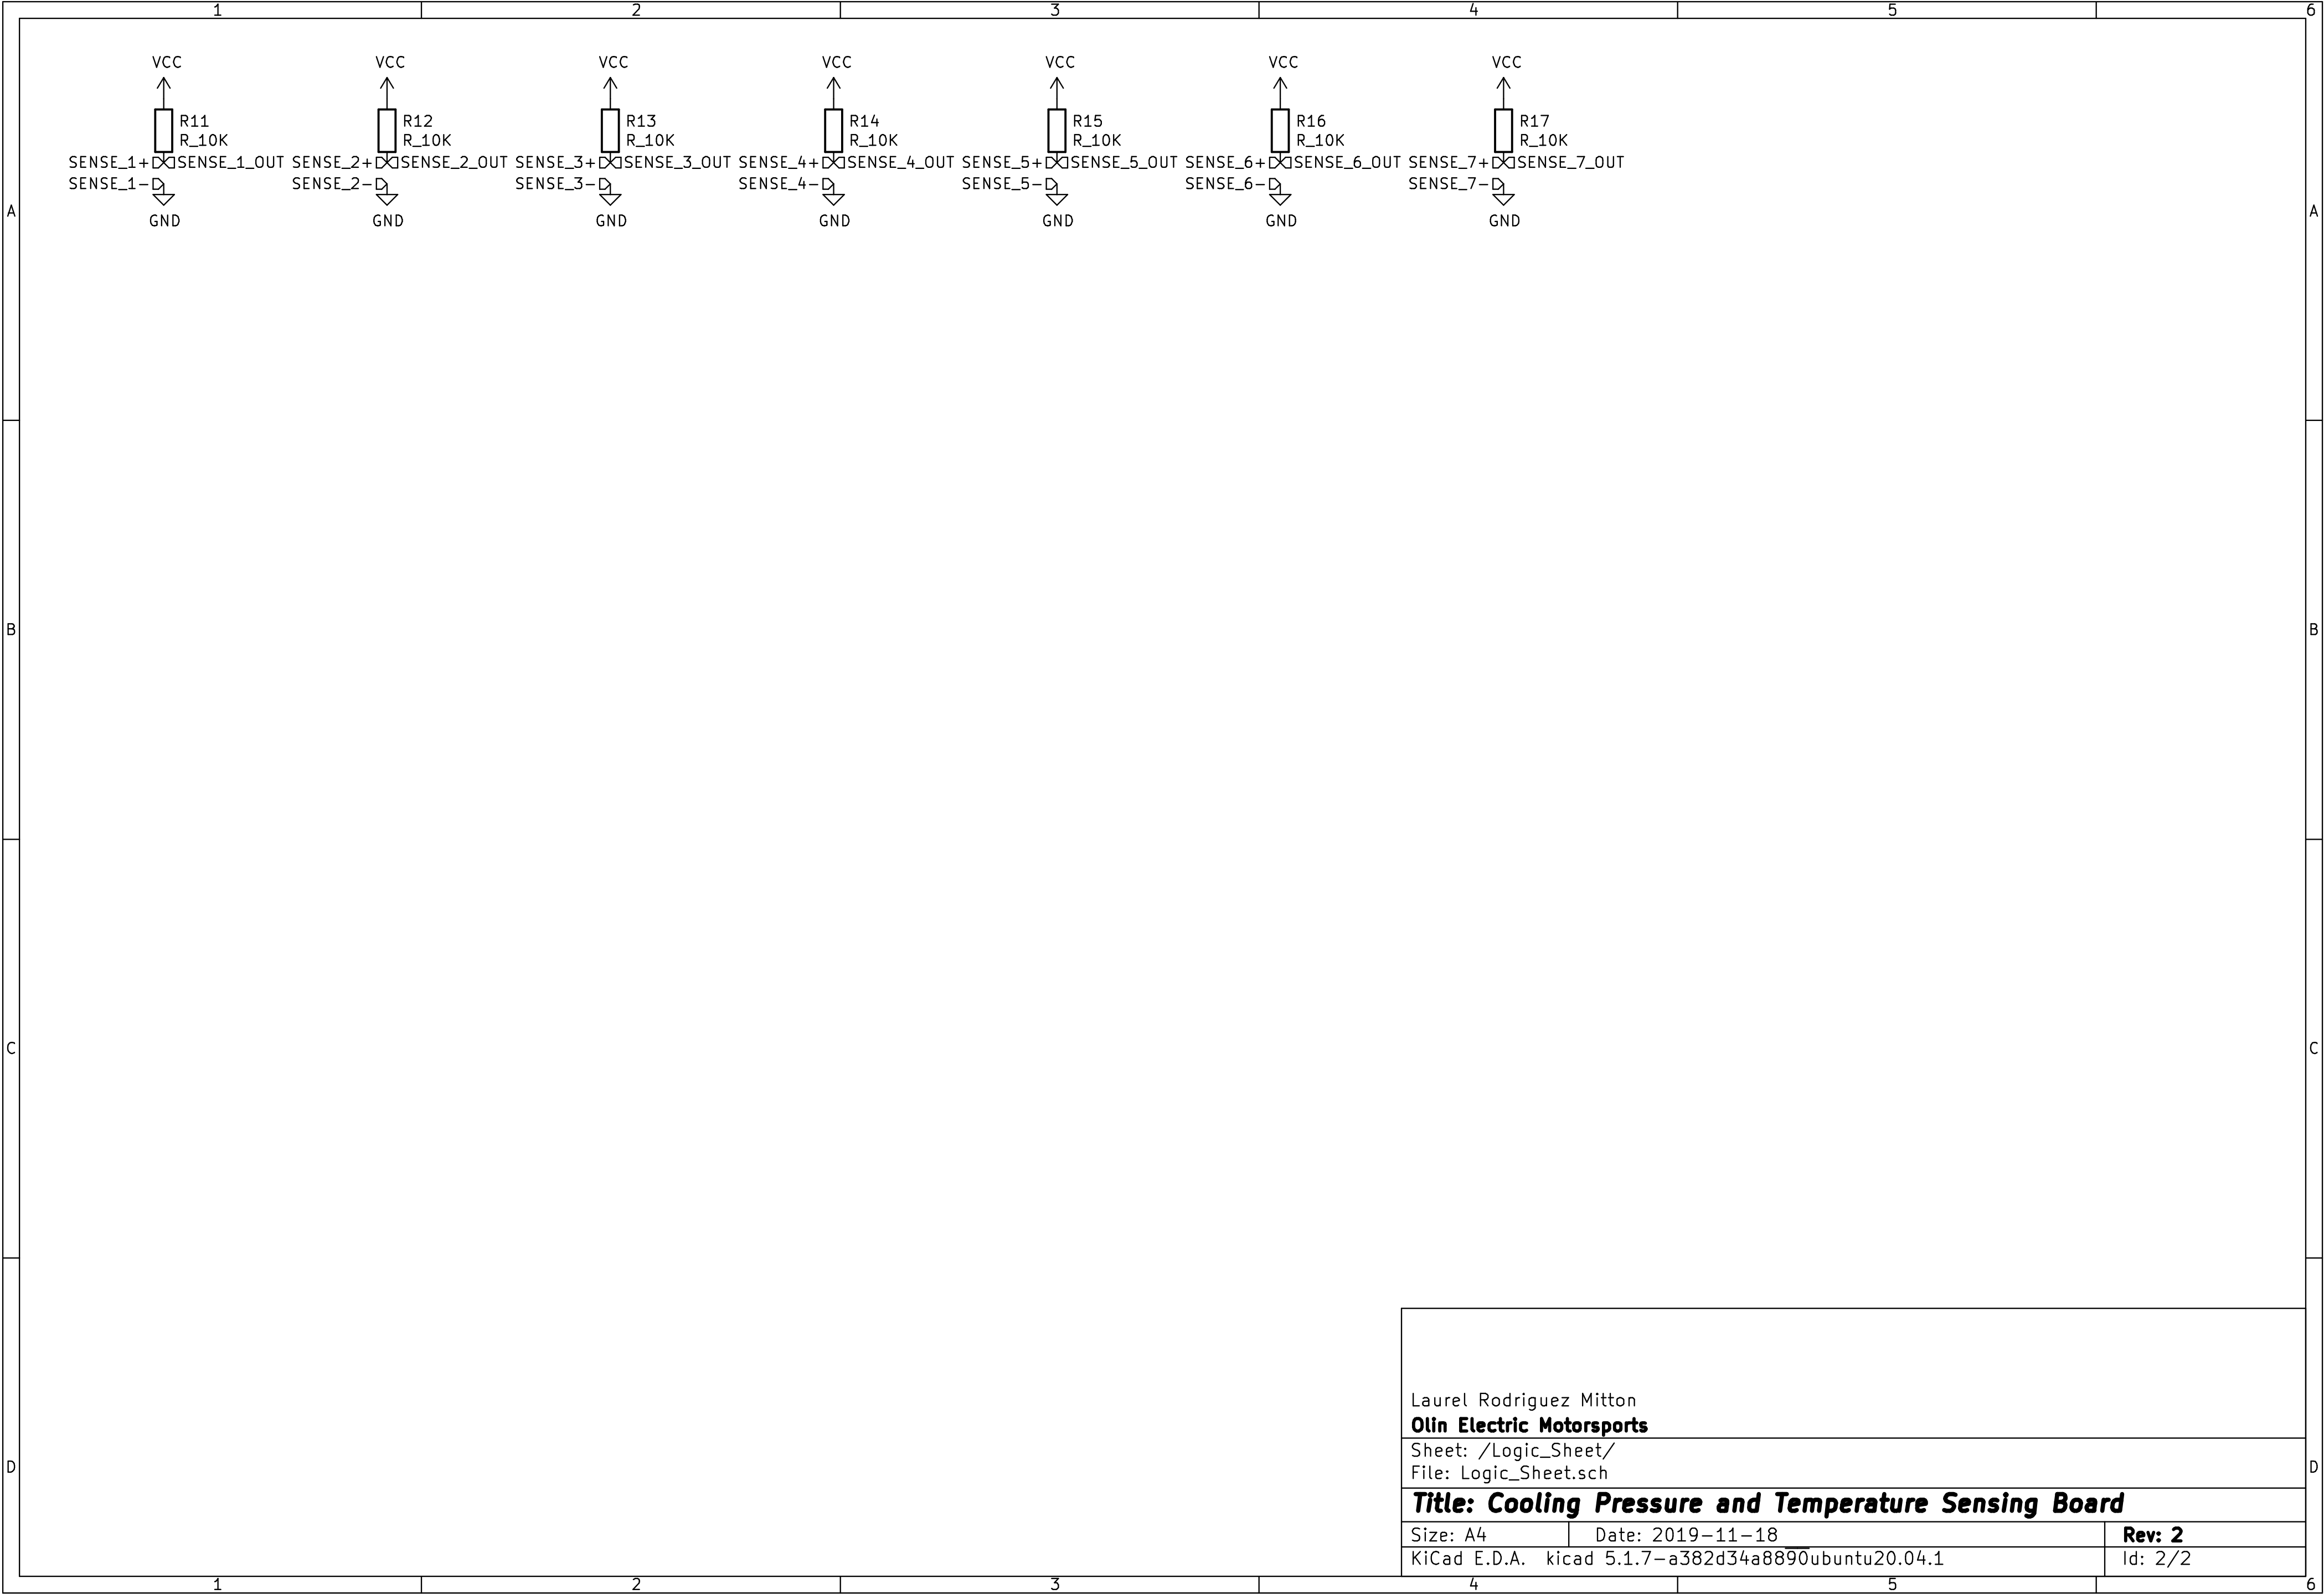 1 2 3 4 5 6
VCC VCC VCC VCC VCC VCC VCC
R11 R12 R13 R14 R15 R16 R17
R_10K R_10K R_10K R_10K R_10K R_10K R_10K
SENSE_1+ SENSE_1_OUT SENSE_2+ SENSE_2_OUT SENSE_3+ SENSE_3_OUT SENSE_4+ SENSE_4_OUT SENSE_5+ SENSE_5_OUT SENSE_6+ SENSE_6_OUT SENSE_7+ SENSE_7_OUT
SENSE_1- SENSE_2- SENSE_3- SENSE_4- SENSE_5- SENSE_6- SENSE_7-
A A
GND GND GND GND GND GND GND
B B
C C
Laurel Rodriguez Mitton
Olin Electric Motorsports
Sheet: /Logic_Sheet/
D D
File: Logic_Sheet.sch
Title: Cooling Pressure and Temperature Sensing Board
Size: A4 Date: 2019-11-18 Rev: 2
KiCad E.D.A. kicad 5.1.7-a382d34a8890ubuntu20.04.1 Id: 2/2
1 2 3 4 5 6